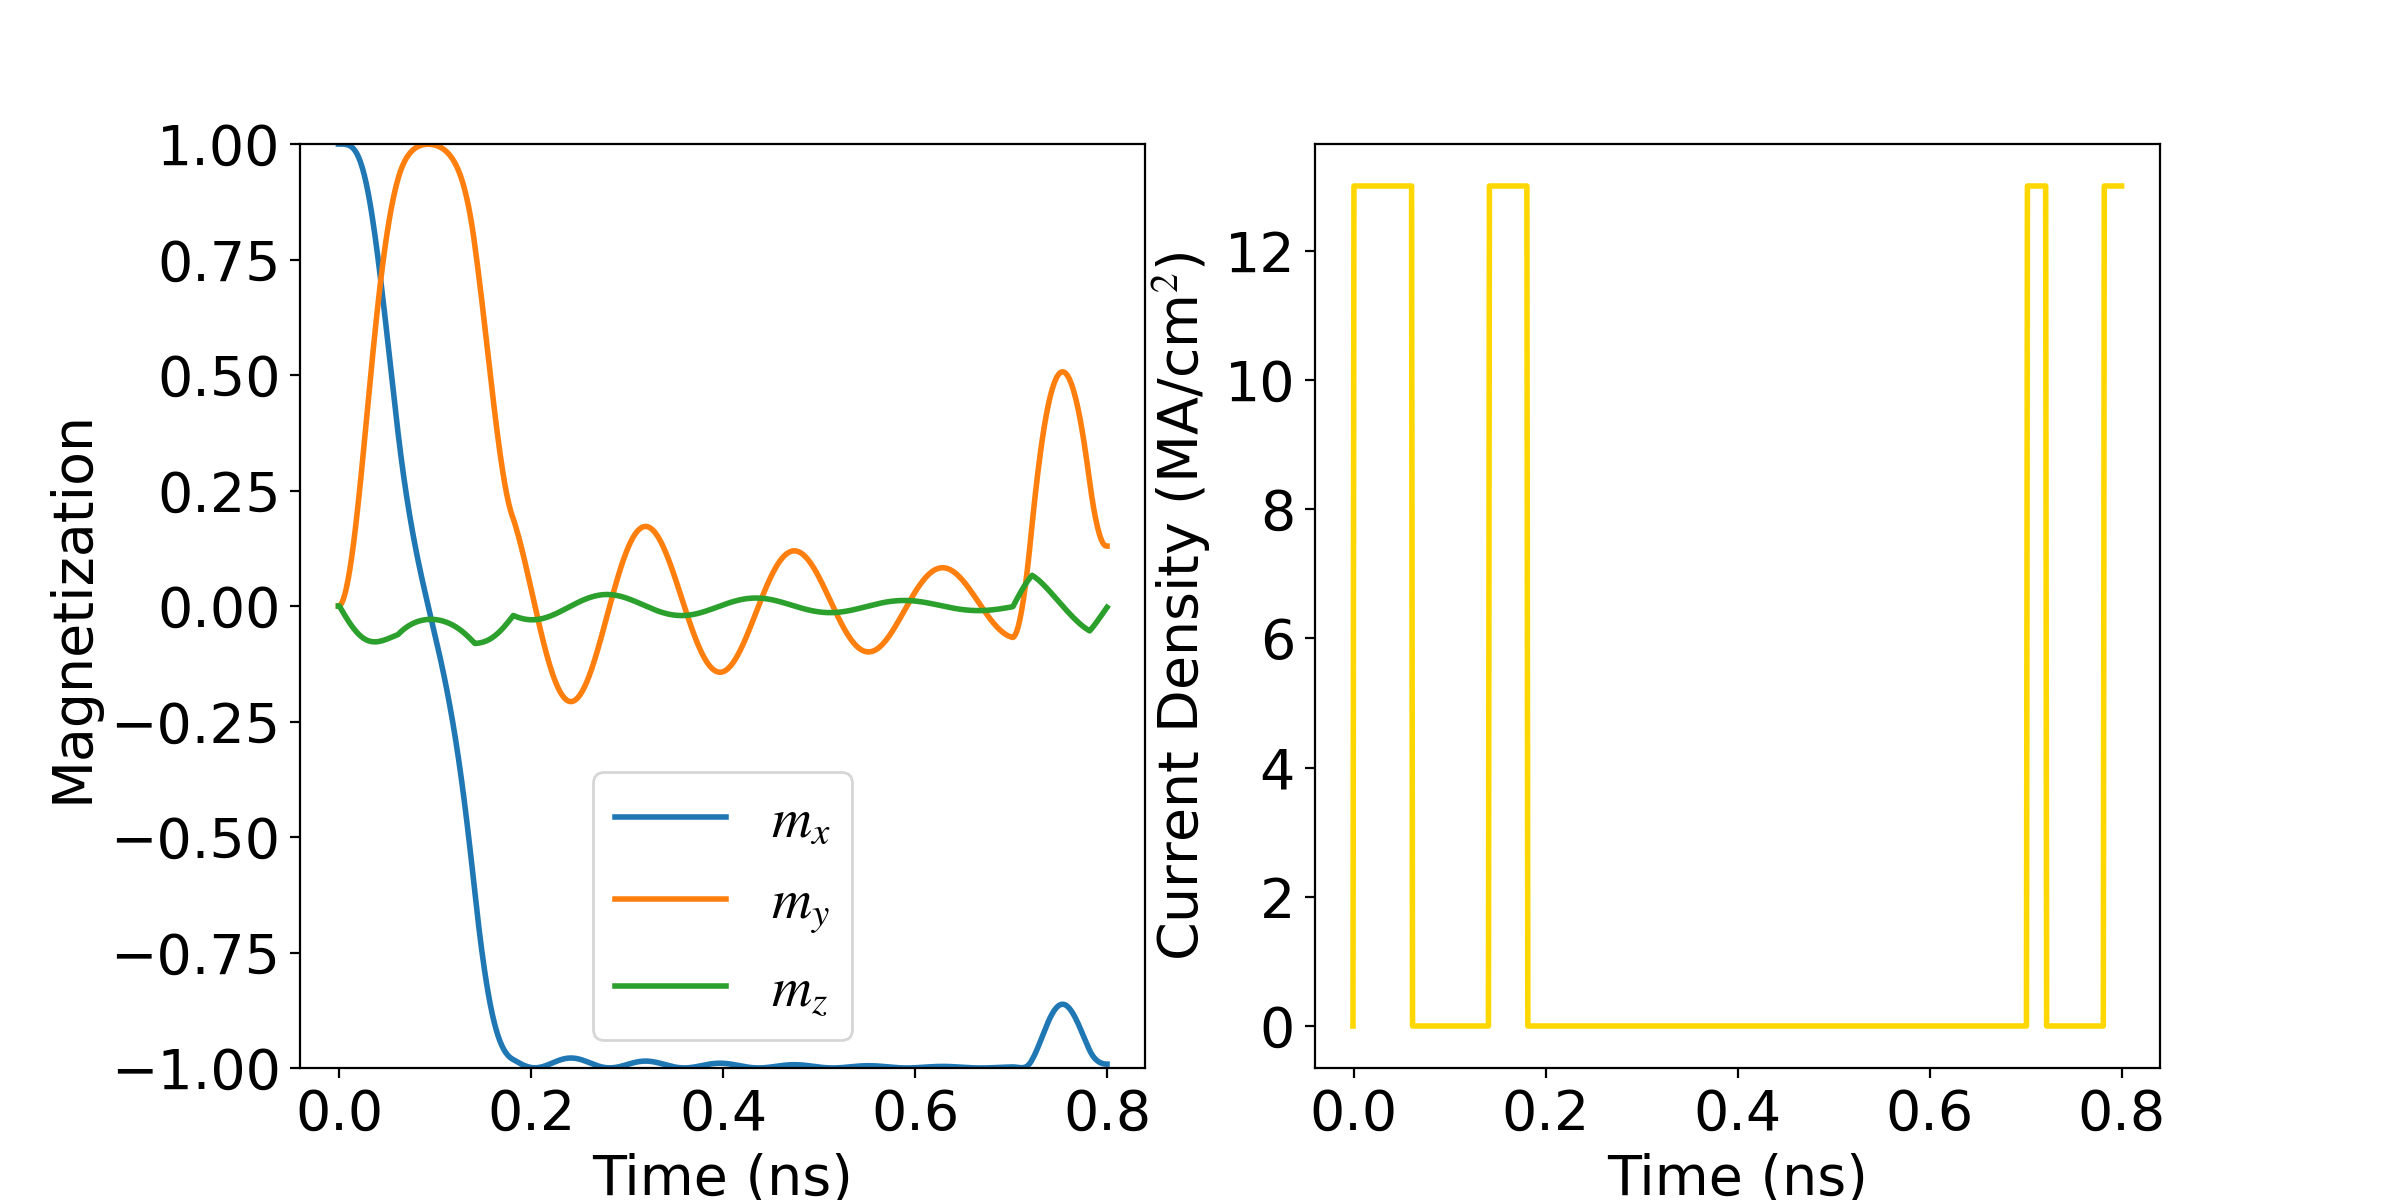 Magnetization
1.00
0.75
0.50
0.25
0.00
−0.25
−0.50
−0.75
−1.00
0.0 0.2 0.4 0.6 0.8
Time (ns)
m_x
m_y
m_z
Current Density (MA/cm²)
12
10
8
6
4
2
0
0.0 0.2 0.4 0.6 0.8
Time (ns)